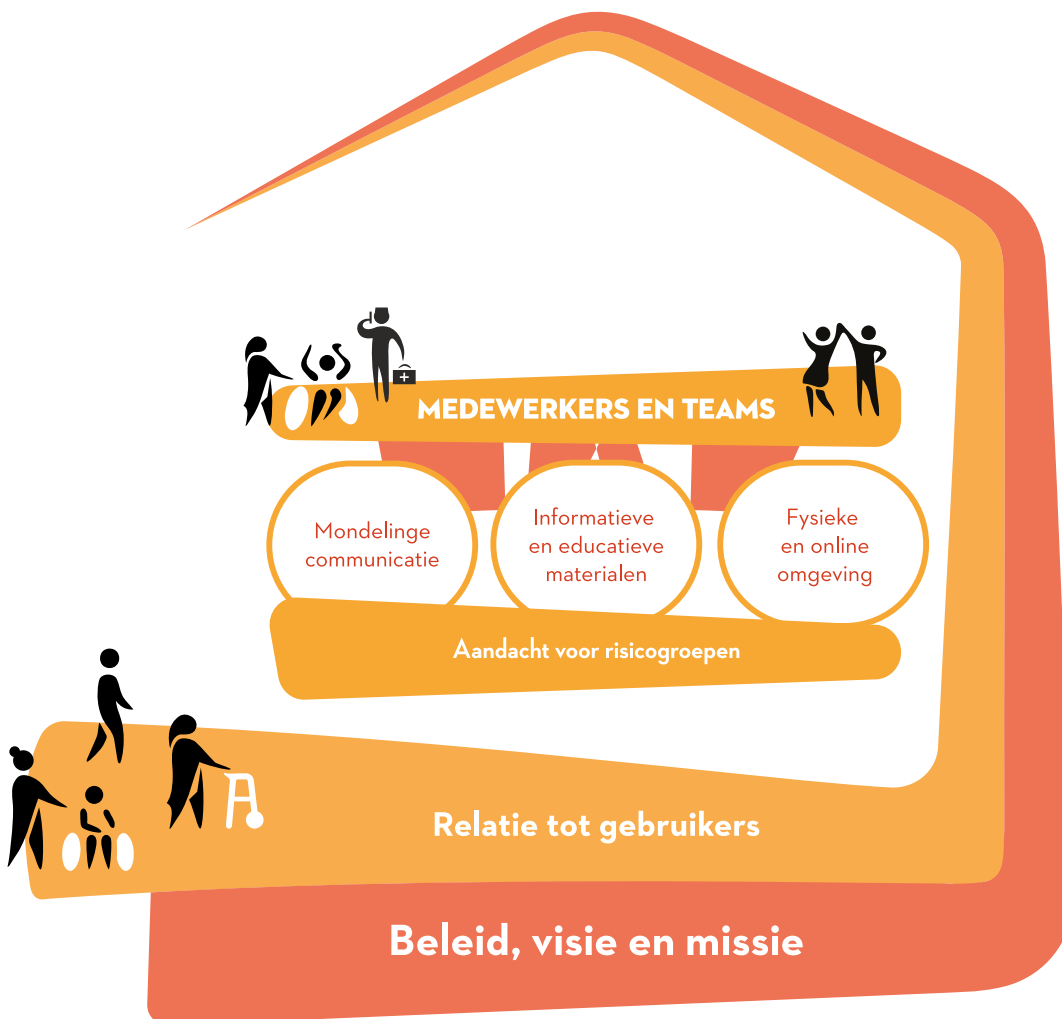 MEDEWERKERS EN TEAMS
Mondelinge
communicatie
Informatieve
en educatieve
materialen
Fysieke
en online
omgeving
Aandacht voor risicogroepen
Relatie tot gebruikers
Beleid, visie en missie